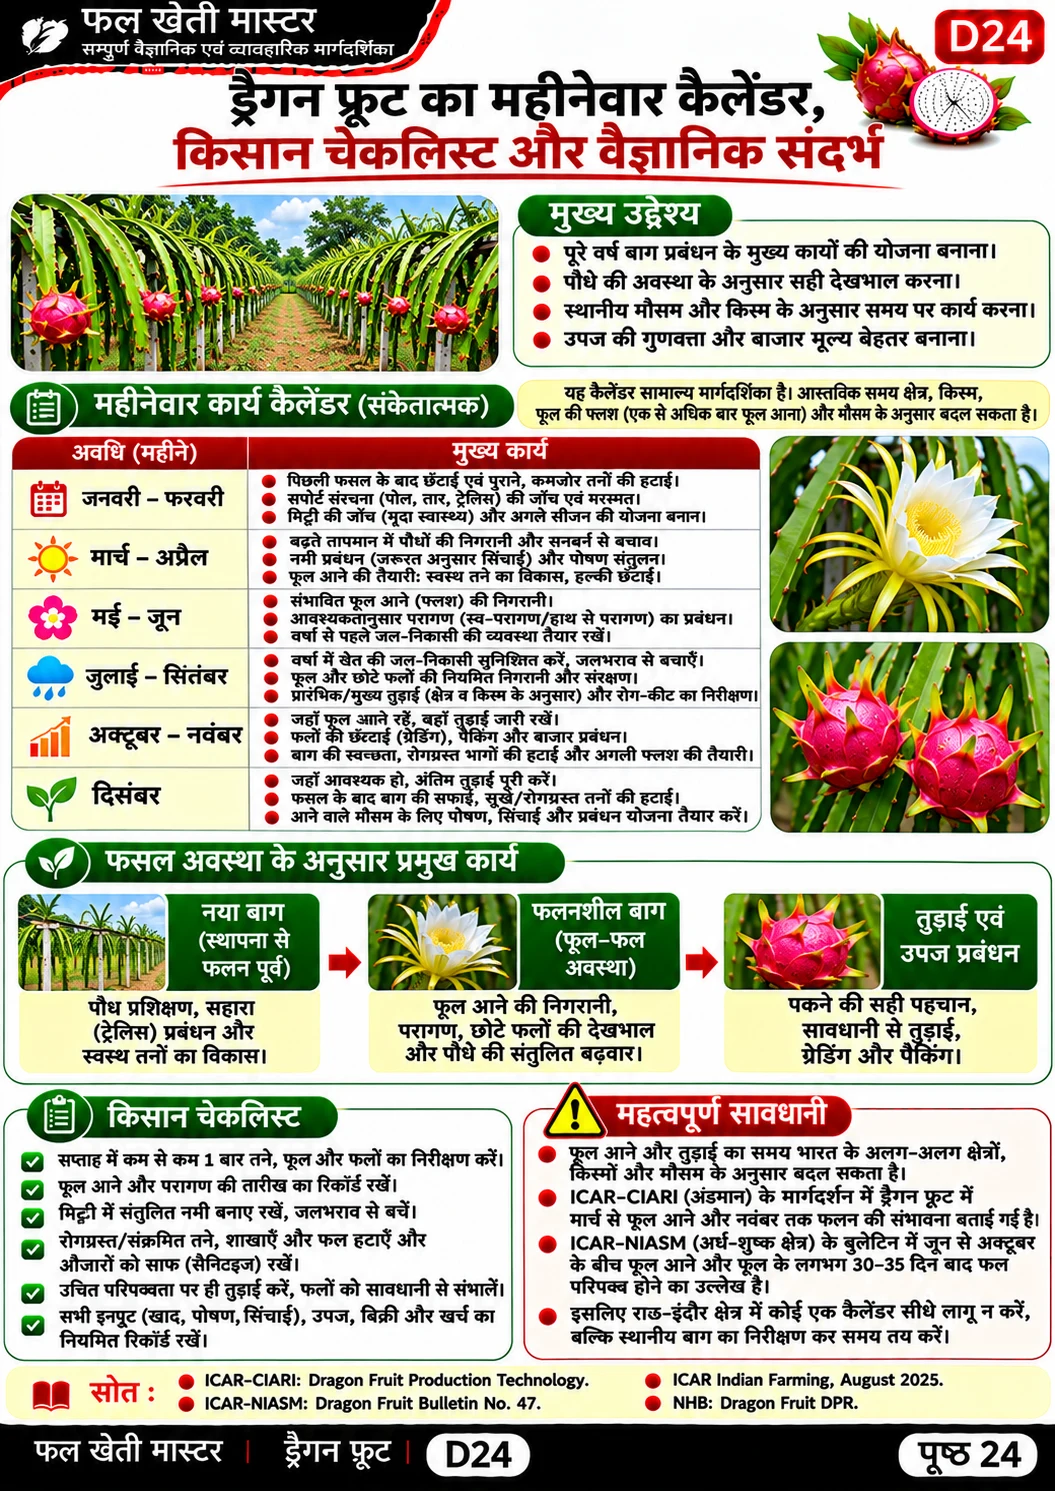 फल खेती मास्टर
सम्पुर्ण वैज्ञानिक एवं व्यावहारिक मार्गदर्शिका
D24
ड्रैगन फ्रूट का महीनेवार कैलेंडर,
किसान चेकलिस्ट और वैज्ञानिक संदर्भ
मुख्य उद्देश्य
पूरे वर्ष बाग प्रबंधन के मुख्य कार्यों की योजना बनाना।
पौधे की अवस्था के अनुसार सही देखभाल करना।
स्थानीय मौसम और किस्म के अनुसार समय पर कार्य करना।
उपज की गुणवत्ता और बाजार मूल्य बेहतर बनाना।
महीनेवार कार्य कैलेंडर (संकेतात्मक)
यह कैलेंडर सामाल्य मार्गदर्शिका है। आस्तविक समय क्षेत्र, किस्म,
फूल की फ्लश (एक से अधिक बार फूल आना) और मौसम के अनुसार बदल सकता है।
अवधि (महीने)
मुख्य कार्य
जनवरी – फरवरी
पिछली फसल के बाद छँटाई एवं पुराने, कमजोर तनों की हटाई।
सपोर्ट संरचना (पोल, तार, ट्रेलिस) की जाँच एवं मरस्मत।
मिट्टी की जाँच (मृदा स्वास्थ्य) और अगले सीजन की योजना बनान।
मार्च – अप्रैल
बढ़ते तापमान में पौधों की निगरानी और सनबर्न से बचाव।
नमी प्रबंधन (जरूरत अनुसार सिंचाई) और पोषण संतुलन।
फूल आने की तैयारी: स्वस्थ तने का विकास, हल्की छँटाई।
मई – जून
संभावित फूल आने (फ्लश) की निगरानी।
आवश्यकतानुसार परागण (स्व-परागण/हाथ से परागण) का प्रबंधन।
वर्षा से पहले जल-निकासी की व्यवस्था तैयार रखें।
जुलाई – सिंतंबर
वर्षा में खेत की जल-निकासी सुनिश्चित करें, जलभराव से बचाएँ।
फूल और छोटे फलों की नियमित निगरानी और संरक्षण।
प्रारंभिक/मुख्य तुड़ाई (क्षेत्र व किस्म के अनुसार) और रोग-कीट का निरीक्षण।
अक्टूबर – नवंबर
जहाँ फूल आाने रहें, बहाँ तुड़ाई जारी रखें।
फलों की छँटाई (ग्रेडिंग), पैकिंग और बाजार प्रबंधन।
बाग की स्वच्छता, रोगग्रस्त भागों की हटाई और अगली फ्लश की तैयारी।
दिसंबर
जहाँ आवश्यक हो, अंतिम तुड़ाई पूरी करें।
फसल के बाद बाग की सफाई, सूखे/रोगग्रस्त तनों की हटाई।
आने वाले मौसम के लिए पोषण, सिंचाई और प्रबंधन योजना तैयार करें।
फसल अवस्था के अनुसार प्रमुख कार्य
नया बाग
(स्थापना से
फलन पूर्व)
पौध प्रशिक्षण, सहारा
(ट्रेलिस) प्रबंधन और
स्वस्थ तनों का विकास।
फलनशील बाग
(फूल-फल
अवस्था)
फूल आने की निगरानी,
परागण, छोटे फलों की देखभाल
और पौधे की संतुलित बढ़वार।
तुड़ाई एवं
उपज प्रबंधन
पकने की सही पहचान,
सावधानी से तुड़ाई,
ग्रेडिंग और पैकिंग।
किसान चेकलिस्ट
सप्ताह में कम से कम 1 बार तने, फूल और फलों का निरीक्षण करें।
फूल आने और परागण की तारीख का रिकॉर्ड रखें।
मिट्टी में संतुलित नमी बनाए रखें, जलभराव से बचें।
रोगग्रस्त/संक्रमित तने, शाखाएँ और फल हटाएँ और
औजारों को साफ (सैनिटइज) रखें।
उचित परिपक्वता पर ही तुड़ाई करें, फलों को सावधानी से संभालें।
सभी इनपुट (खाद, पोषण, सिंचाई), उपज, बिक्री और खर्च का
नियमित रिकॉर्ड रखें।
महत्वपूर्ण सावधानी
फूल आने और तुड़ाई का समय भारत के अलग-अलग क्षेत्रों,
किस्मों और मौसम के अनुसार बदल सकता है।
ICAR-CIARI (अंडमान) के मार्गदर्शन में ड्रैगन फ्रूट में
मार्च से फूल आने और नवंबर तक फलन की संभावना बताई गई है।
ICAR-NIASM (अर्ध-शुष्क क्षेत्र) के बुलेटिन में जून से अक्टूबर
के बीच फूल आने और फूल के लगभग 30-35 दिन बाद फल
परिपक्व होने का उल्लेख है।
इसलिए राऊ-इंदौर क्षेत्र में कोई एक कैलेंडर सीधे लागू न करें,
बल्कि स्थानीय बाग का निरीक्षण कर समय तय करें।
सोत :
ICAR-CIARI: Dragon Fruit Production Technology.
ICAR-NIASM: Dragon Fruit Bulletin No. 47.
ICAR Indian Farming, August 2025.
NHB: Dragon Fruit DPR.
फल खेती मास्टर | ड्रैगन फ्रूट | D24
पृष्ठ 24